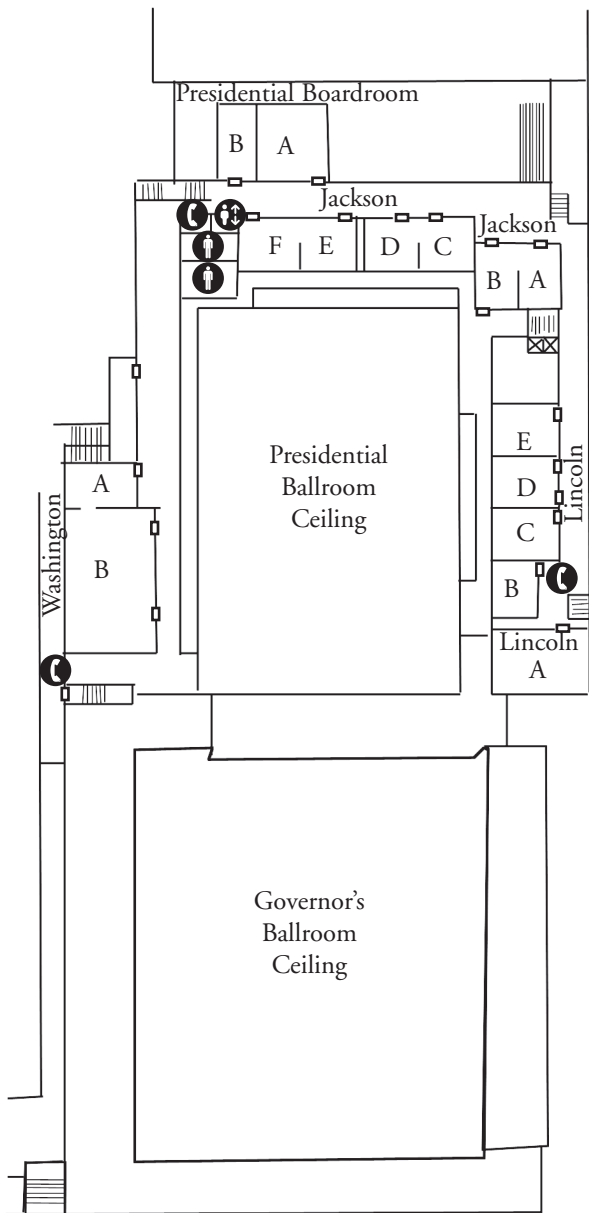 Presidential Boardroom
B
A
Jackson
Jackson
F
E
D
C
B
A
Presidential
Ballroom
Ceiling
E
D
C
B
Lincoln
Lincoln
A
A
B
Washington
Governor's
Ballroom
Ceiling